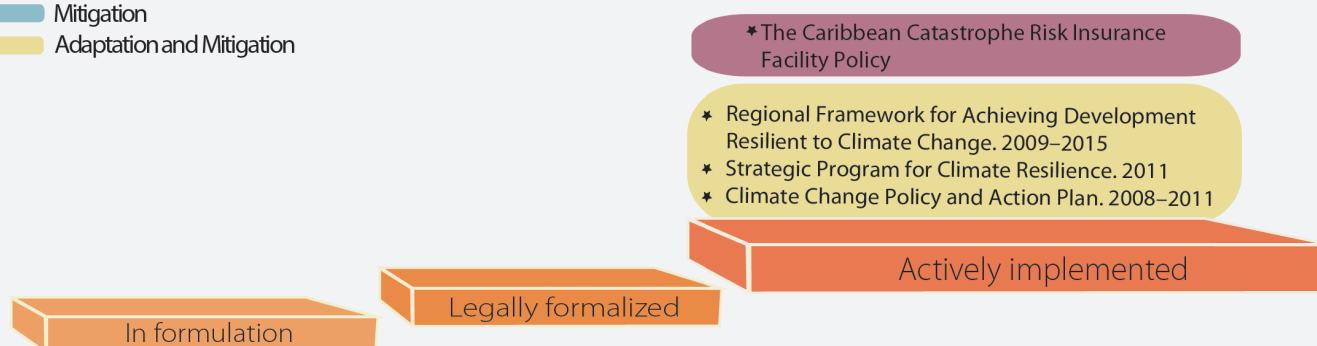 Mitigation
Adaptation and Mitigation
★ The Caribbean Catastrophe Risk Insurance
Facility Policy
★ Regional Framework for Achieving Development
Resilient to Climate Change. 2009–2015
★ Strategic Program for Climate Resilience. 2011
★ Climate Change Policy and Action Plan. 2008–2011
Actively implemented
Legally formalized
In formulation